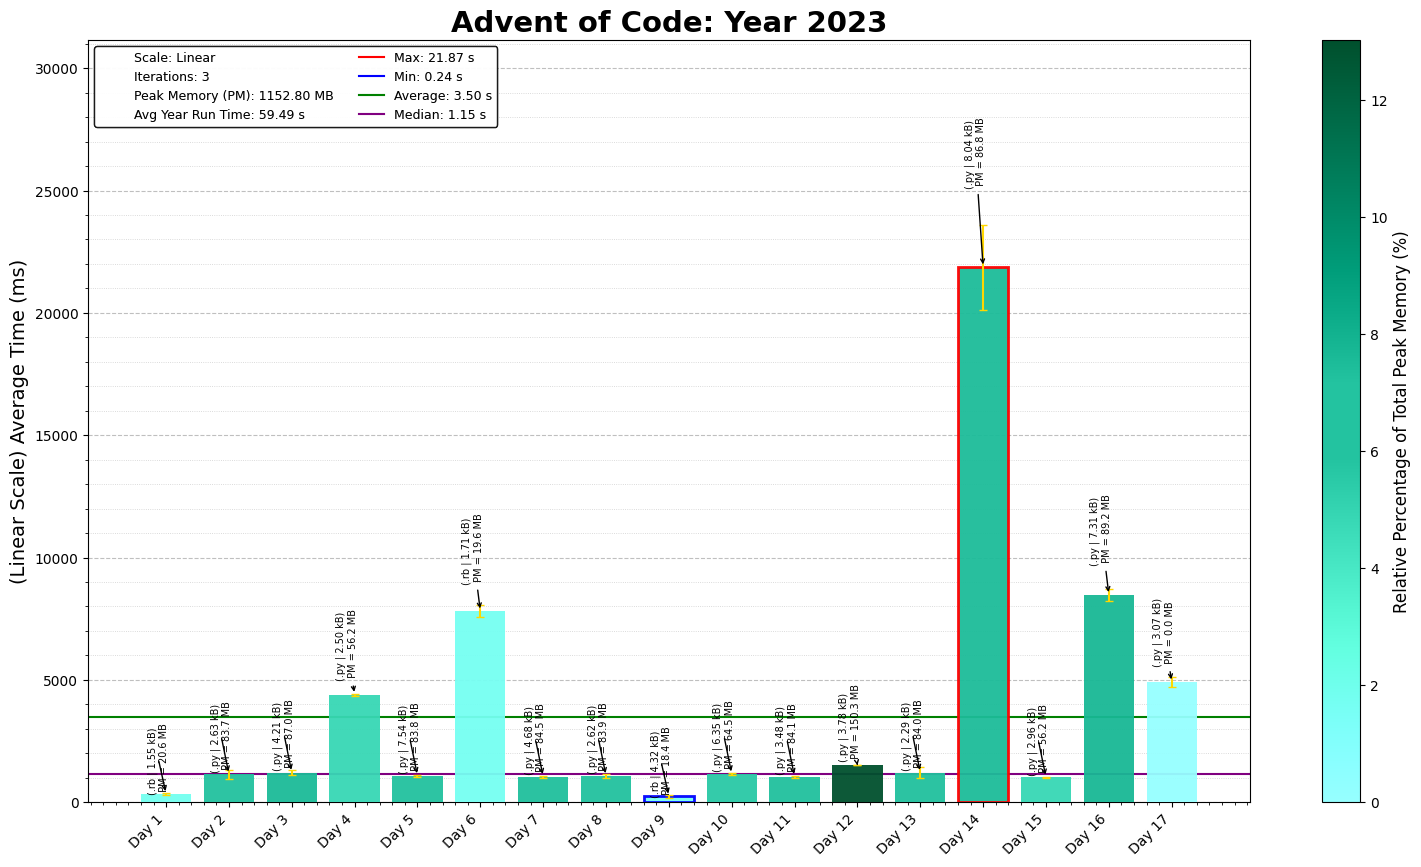 Advent of Code: Year 2023
Scale: Linear
Iterations: 3
Peak Memory (PM): 1152.80 MB
Avg Year Run Time: 59.49 s
Max: 21.87 s
Min: 0.24 s
Average: 3.50 s
Median: 1.15 s
(Linear Scale) Average Time (ms)
30000
25000
20000
15000
10000
5000
0
(.rb | 1.55 kB)
PM = 20.6 MB
(.py | 2.63 kB)
PM = 83.7 MB
(.py | 4.21 kB)
PM = 87.0 MB
(.py | 2.50 kB)
PM = 56.2 MB
(.py | 7.54 kB)
PM = 83.8 MB
(.rb | 1.71 kB)
PM = 19.6 MB
(.py | 4.68 kB)
PM = 84.5 MB
(.py | 2.62 kB)
PM = 83.9 MB
(.rb | 4.32 kB)
PM = 18.4 MB
(.py | 6.35 kB)
PM = 64.5 MB
(.py | 3.48 kB)
PM = 84.1 MB
(.py | 3.78 kB)
PM = 150.3 MB
(.py | 2.29 kB)
PM = 84.0 MB
(.py | 8.04 kB)
PM = 86.8 MB
(.py | 2.96 kB)
PM = 56.2 MB
(.py | 7.31 kB)
PM = 89.2 MB
(.py | 3.07 kB)
PM = 0.0 MB
Day 1
Day 2
Day 3
Day 4
Day 5
Day 6
Day 7
Day 8
Day 9
Day 10
Day 11
Day 12
Day 13
Day 14
Day 15
Day 16
Day 17
12
10
8
6
4
2
0
Relative Percentage of Total Peak Memory (%)